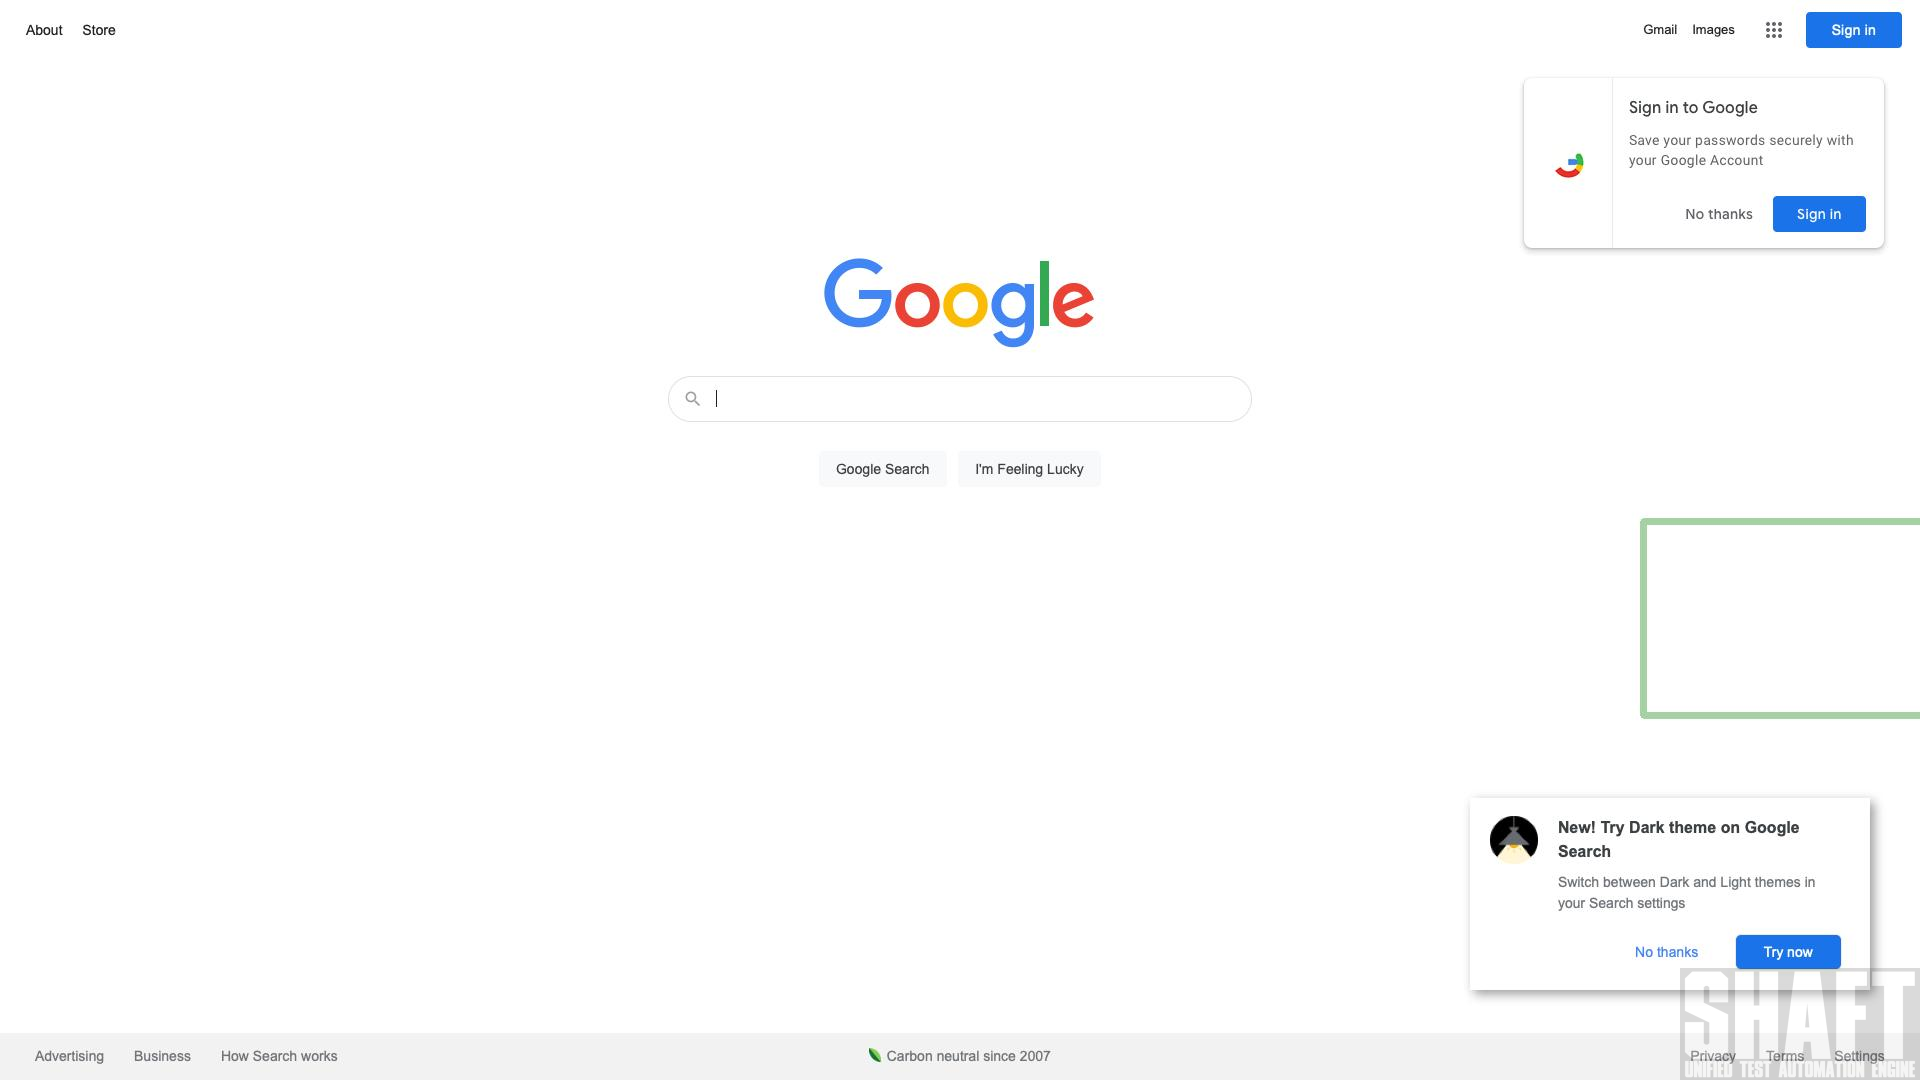 About Store
Gmail Images Sign in
Sign in to Google
Save your passwords securely with
your Google Account
No thanks Sign in
Google
Google Search I'm Feeling Lucky
New! Try Dark theme on Google
Search
Switch between Dark and Light themes in
your Search settings
No thanks Try now
SHAFT
Advertising Business How Search works Carbon neutral since 2007 Privacy Terms Settings
UNIFIED TEST AUTOMATION ENGINE